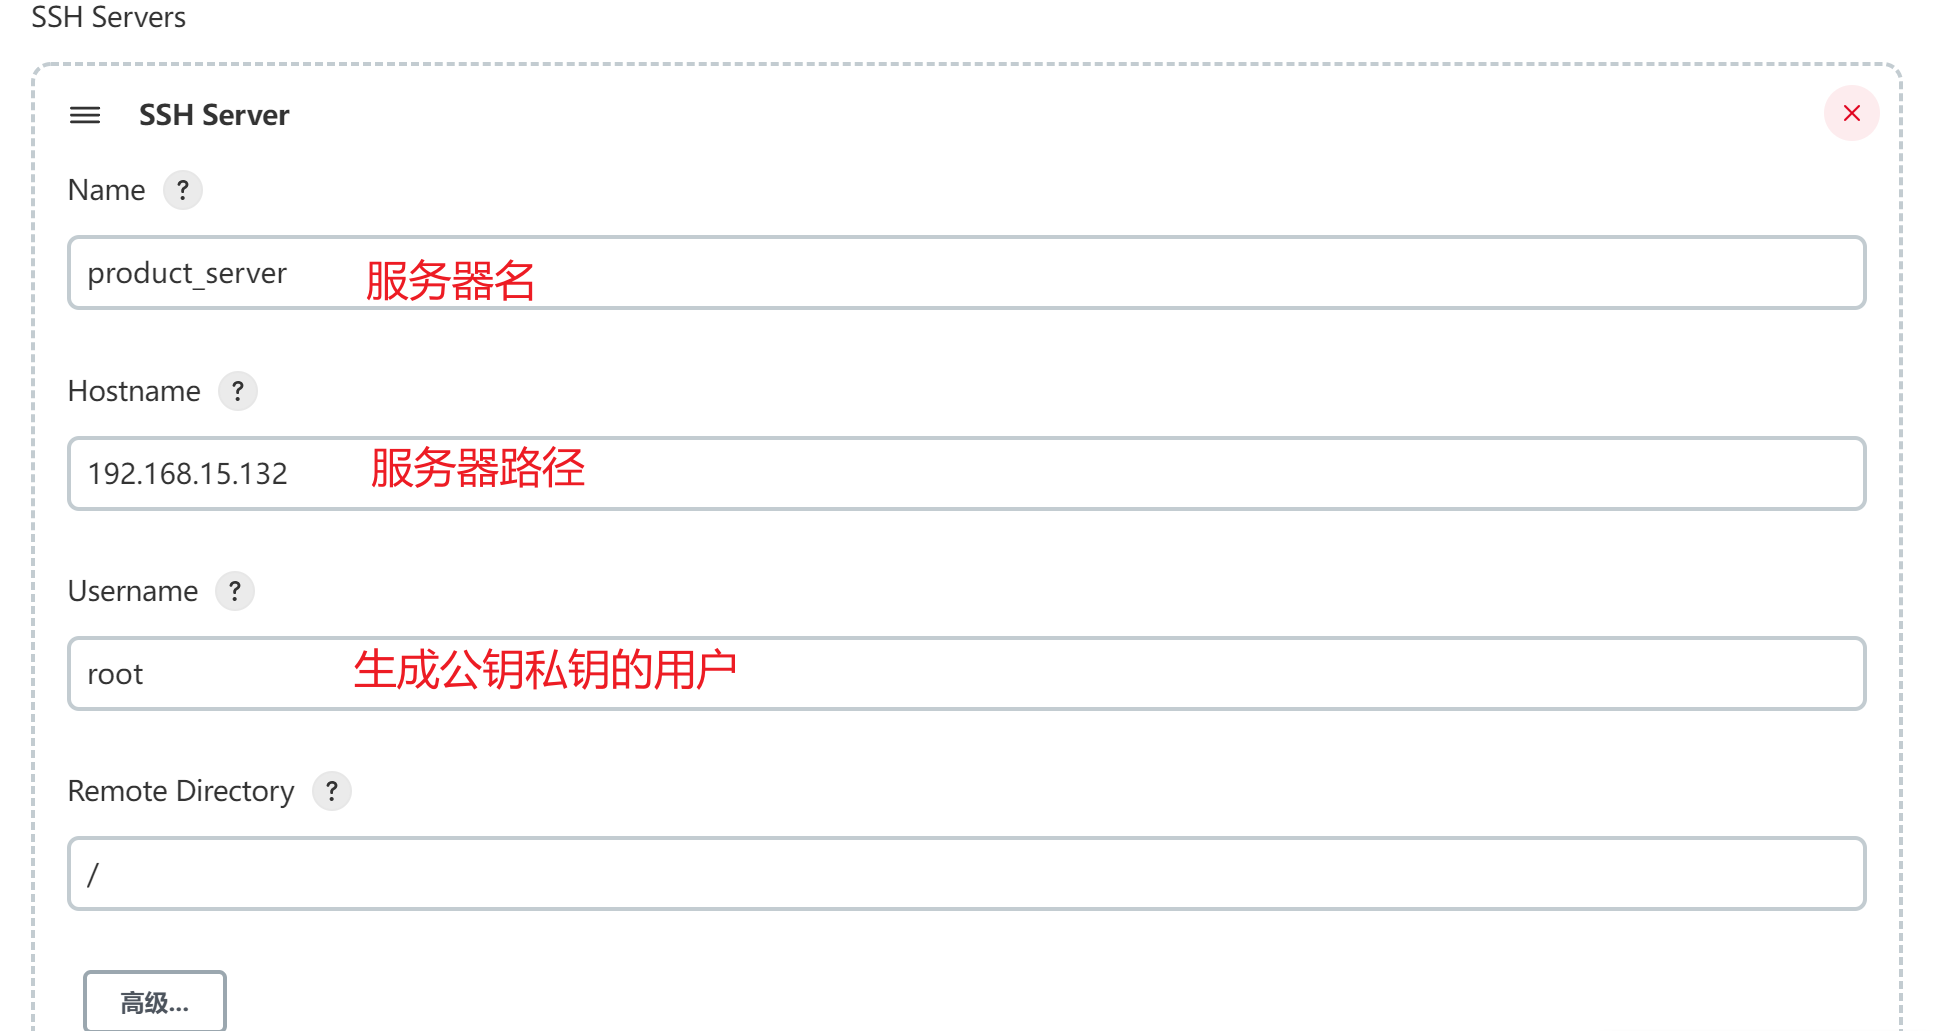 SSH Servers
SSH Server
Name ?
product_server 服务器名
Hostname ?
192.168.15.132 服务器路径
Username ?
root 生成公钥私钥的用户
Remote Directory ?
/
高级...